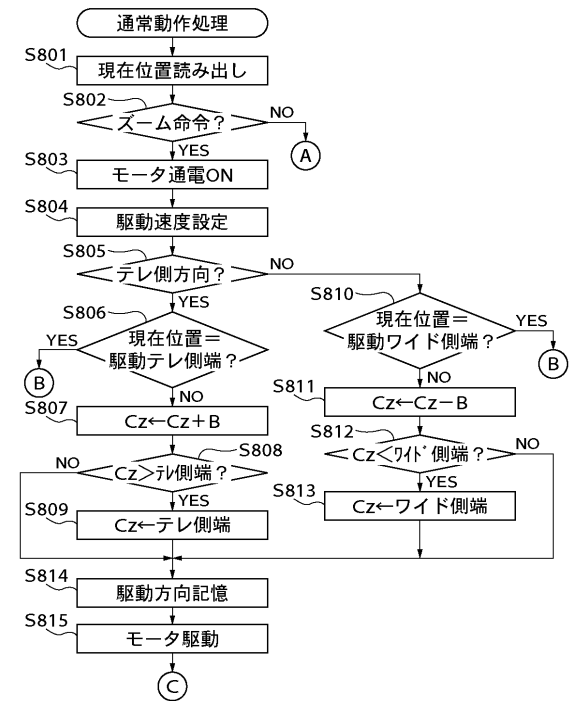 通常動作処理
S801
現在位置読み出し
S802
ズーム命令？
NO
A
YES
S803
モータ通電ON
S804
駆動速度設定
S805
テレ側方向？
NO
YES
S806
現在位置＝
駆動テレ側端？
YES
B
NO
S810
現在位置＝
駆動ワイド側端？
YES
B
NO
S807
Cz←Cz＋B
S811
Cz←Cz－B
S808
Cz＞ﾃﾚ側端？
NO
YES
S812
Cz＜ﾜｲﾄﾞ側端？
NO
YES
S809
Cz←テレ側端
S813
Cz←ワイド側端
S814
駆動方向記憶
S815
モータ駆動
C